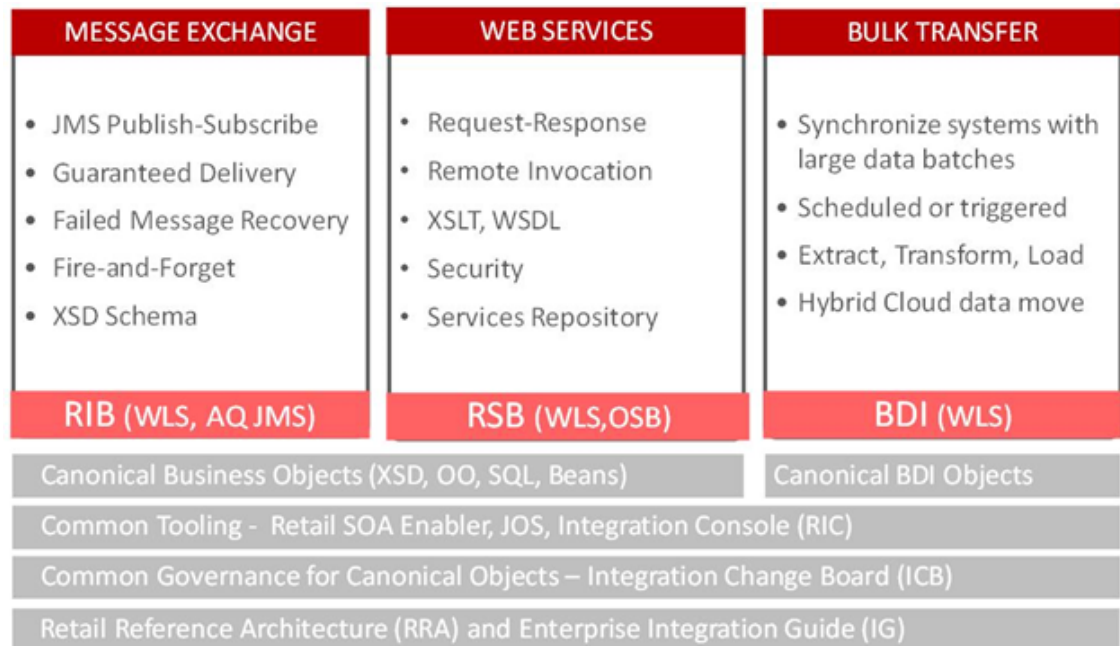 MESSAGE EXCHANGE
• JMS Publish-Subscribe
• Guaranteed Delivery
• Failed Message Recovery
• Fire-and-Forget
• XSD Schema
RIB (WLS, AQ JMS)
WEB SERVICES
• Request-Response
• Remote Invocation
• XSLT, WSDL
• Security
• Services Repository
RSB (WLS,OSB)
BULK TRANSFER
• Synchronize systems with
large data batches
• Scheduled or triggered
• Extract, Transform, Load
• Hybrid Cloud data move
BDI (WLS)
Canonical Business Objects (XSD, OO, SQL, Beans)
Canonical BDI Objects
Common Tooling - Retail SOA Enabler, JOS, Integration Console (RIC)
Common Governance for Canonical Objects – Integration Change Board (ICB)
Retail Reference Architecture (RRA) and Enterprise Integration Guide (IG)